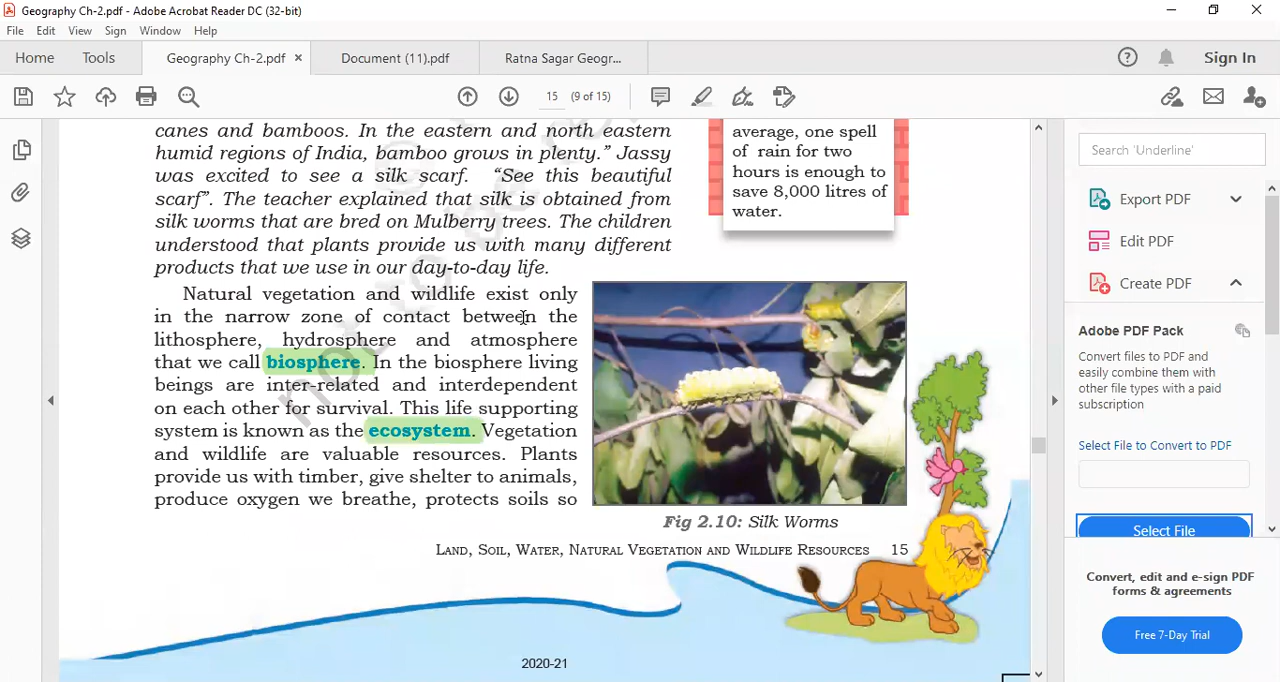 Geography Ch-2.pdf - Adobe Acrobat Reader DC (32-bit)
File Edit View Sign Window Help
Home Tools Geography Ch-2.pdf × Document (11).pdf Ratna Sagar Geogr... Sign In
15 (9 of 15)
canes and bamboos. In the eastern and north eastern
humid regions of India, bamboo grows in plenty.” Jassy
was excited to see a silk scarf. “See this beautiful
scarf”. The teacher explained that silk is obtained from
silk worms that are bred on Mulberry trees. The children
understood that plants provide us with many different
products that we use in our day-to-day life.
average, one spell
of rain for two
hours is enough to
save 8,000 litres of
water.
Natural vegetation and wildlife exist only
in the narrow zone of contact between the
lithosphere, hydrosphere and atmosphere
that we call biosphere. In the biosphere living
beings are inter-related and interdependent
on each other for survival. This life supporting
system is known as the ecosystem. Vegetation
and wildlife are valuable resources. Plants
provide us with timber, give shelter to animals,
produce oxygen we breathe, protects soils so
Fig 2.10: Silk Worms
LAND, SOIL, WATER, NATURAL VEGETATION AND WILDLIFE RESOURCES 15
2020-21
not to be
Search 'Underline'
Export PDF
Edit PDF
Create PDF
Adobe PDF Pack
Convert files to PDF and
easily combine them with
other file types with a paid
subscription
Select File to Convert to PDF
Select File
Convert, edit and e-sign PDF
forms & agreements
Free 7-Day Trial